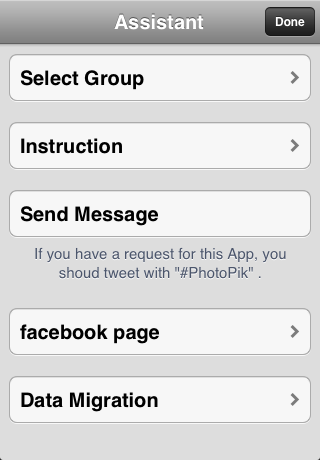 Assistant
Done
Select Group
Instruction
Send Message
If you have a request for this App, you
shoud tweet with "#PhotoPik" .
facebook page
Data Migration